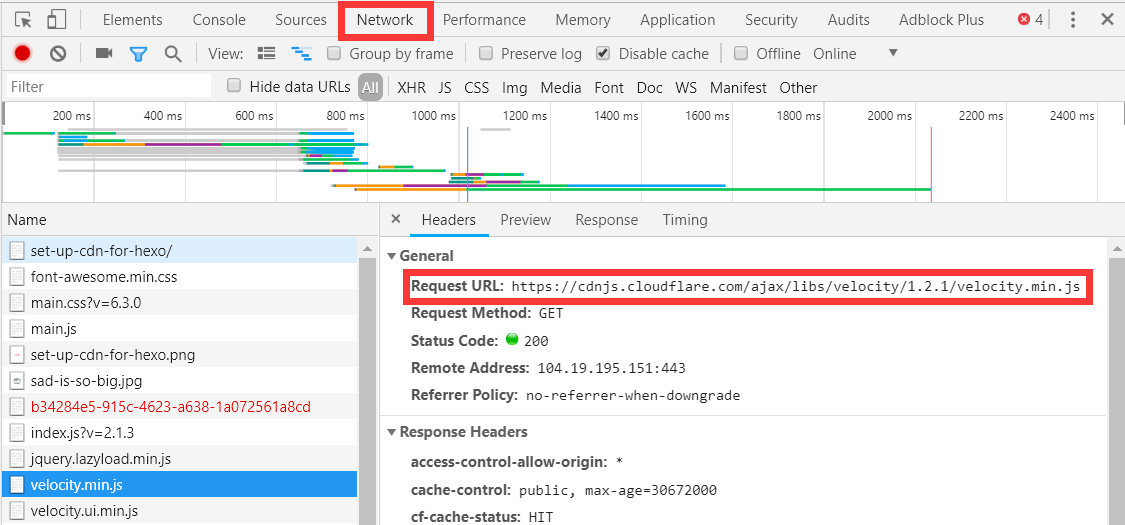 Elements Console Sources Network Performance Memory Application Security Audits Adblock Plus 4
View: Group by frame Preserve log Disable cache Offline Online
Filter Hide data URLs All XHR JS CSS Img Media Font Doc WS Manifest Other
200 ms 400 ms 600 ms 800 ms 1000 ms 1200 ms 1400 ms 1600 ms 1800 ms 2000 ms 2200 ms 2400 ms
Name
set-up-cdn-for-hexo/
font-awesome.min.css
main.css?v=6.3.0
main.js
set-up-cdn-for-hexo.png
sad-is-so-big.jpg
b34284e5-915c-4623-a638-1a072561a8cd
index.js?v=2.1.3
jquery.lazyload.min.js
velocity.min.js
velocity.ui.min.js
Headers Preview Response Timing
General
Request URL: https://cdnjs.cloudflare.com/ajax/libs/velocity/1.2.1/velocity.min.js
Request Method: GET
Status Code: 200
Remote Address: 104.19.195.151:443
Referrer Policy: no-referrer-when-downgrade
Response Headers
access-control-allow-origin: *
cache-control: public, max-age=30672000
cf-cache-status: HIT